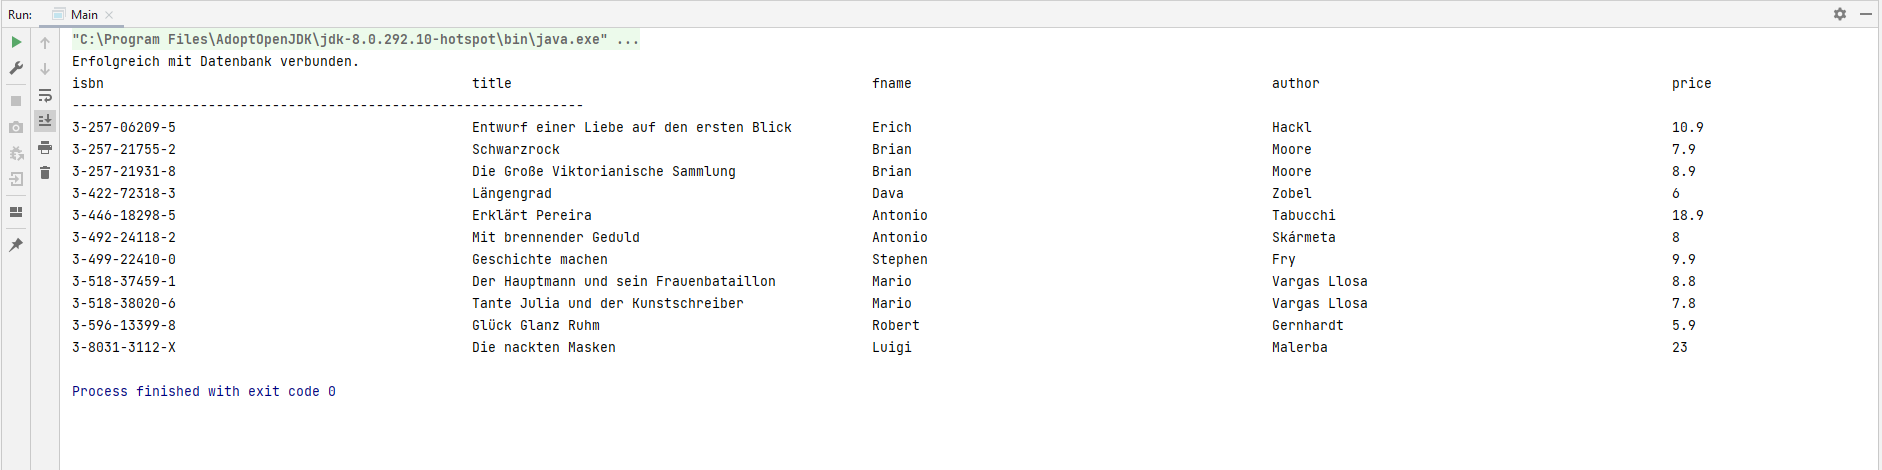 Run: Main
"C:\Program Files\AdoptOpenJDK\jdk-8.0.292.10-hotspot\bin\java.exe" ...
Erfolgreich mit Datenbank verbunden.
isbn title fname author price
----------------------------------------------------------------
3-257-06209-5 Entwurf einer Liebe auf den ersten Blick Erich Hackl 10.9
3-257-21755-2 Schwarzrock Brian Moore 7.9
3-257-21931-8 Die Große Viktorianische Sammlung Brian Moore 8.9
3-422-72318-3 Längengrad Dava Zobel 6
3-446-18298-5 Erklärt Pereira Antonio Tabucchi 18.9
3-492-24118-2 Mit brennender Geduld Antonio Skármeta 8
3-499-22410-0 Geschichte machen Stephen Fry 9.9
3-518-37459-1 Der Hauptmann und sein Frauenbataillon Mario Vargas Llosa 8.8
3-518-38020-6 Tante Julia und der Kunstschreiber Mario Vargas Llosa 7.8
3-596-13399-8 Glück Glanz Ruhm Robert Gernhardt 5.9
3-8031-3112-X Die nackten Masken Luigi Malerba 23
Process finished with exit code 0